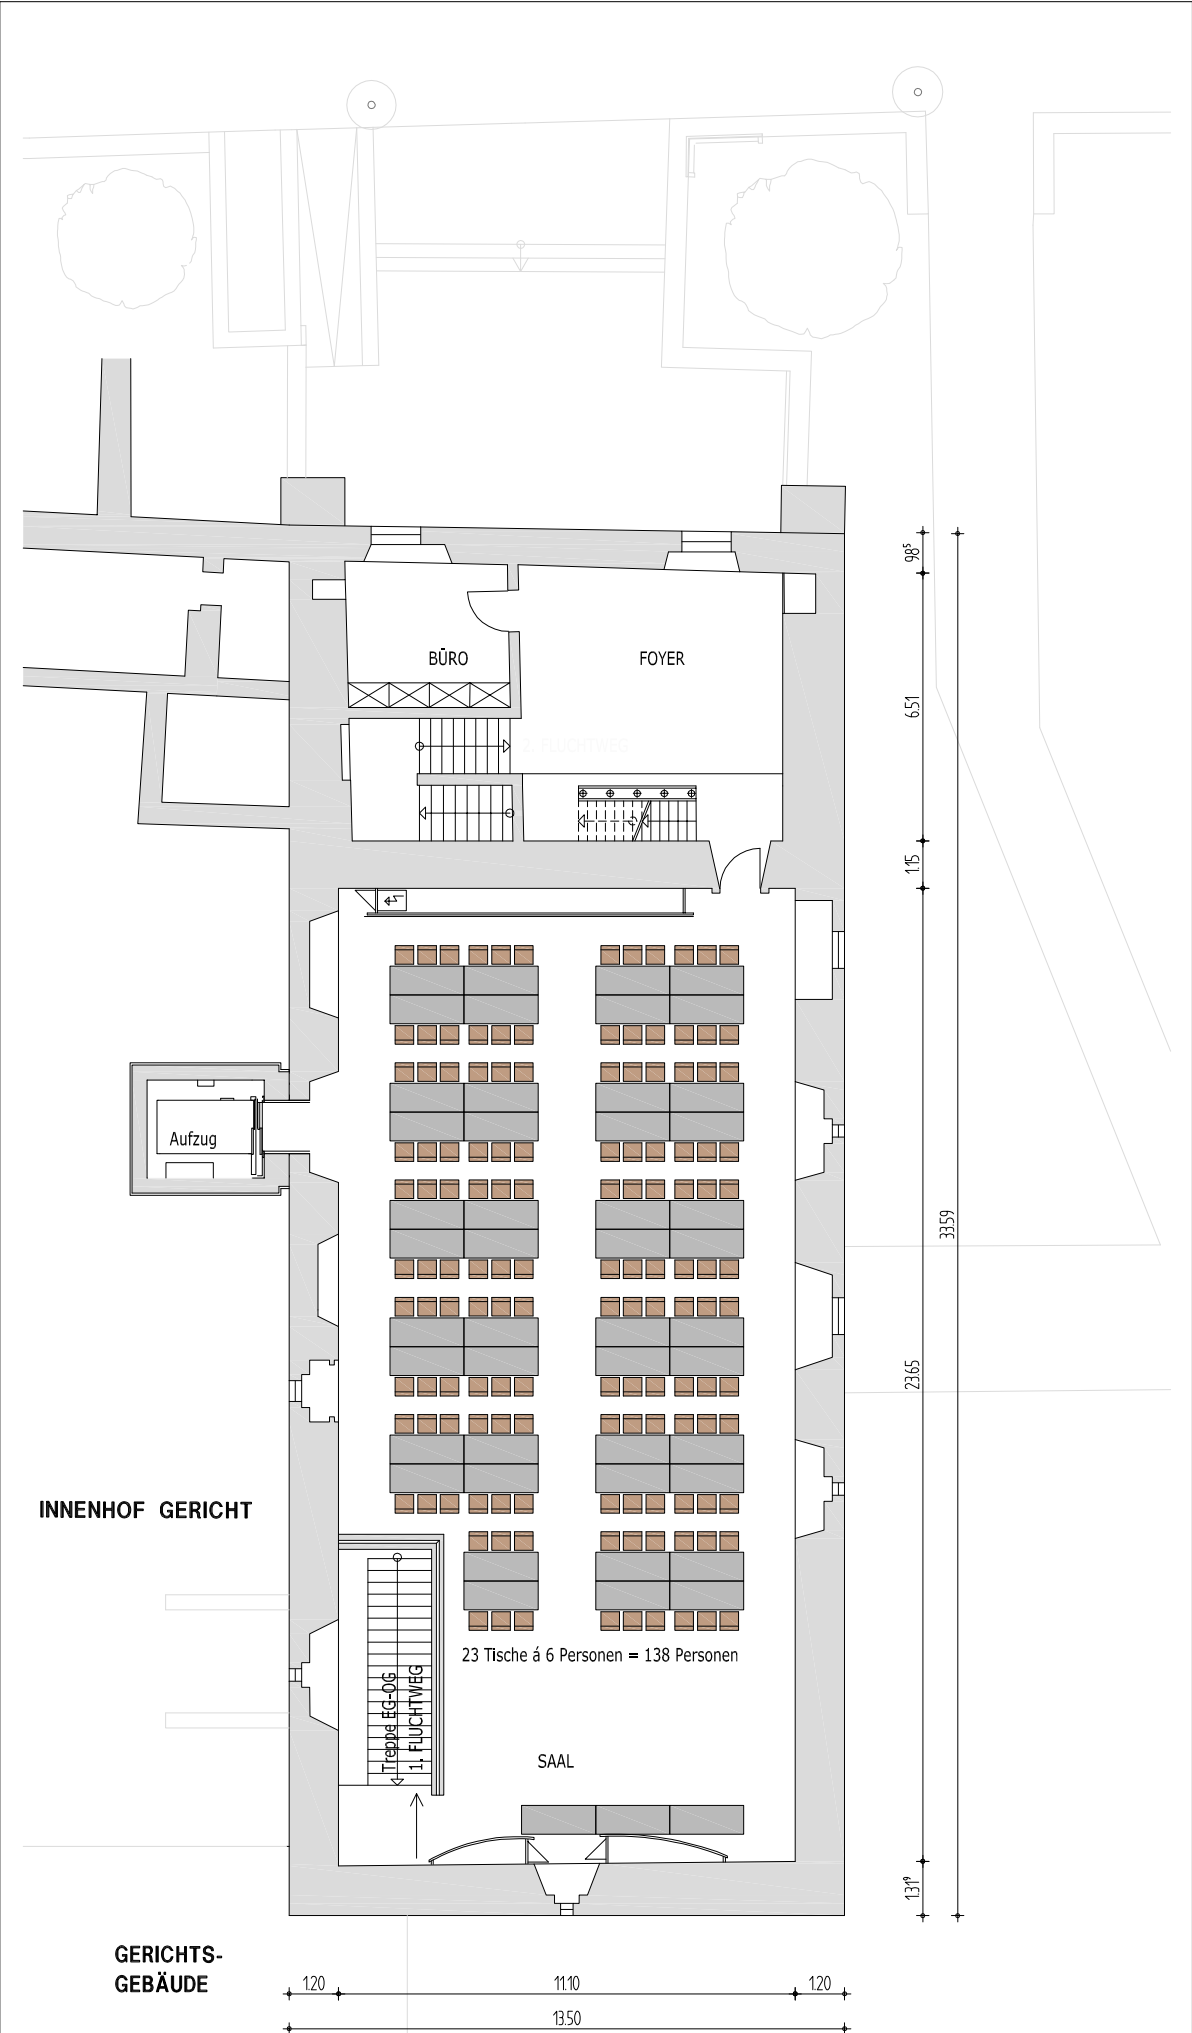 98⁵
BÜRO
FOYER
6.51
2. FLUCHTWEG
1.15
Aufzug
33.59
23.65
INNENHOF GERICHT
23 Tische á 6 Personen = 138 Personen
Treppe EG-OG
1. FLUCHTWEG
SAAL
1.31⁹
GERICHTS-
GEBÄUDE
1.20
11.10
1.20
13.50